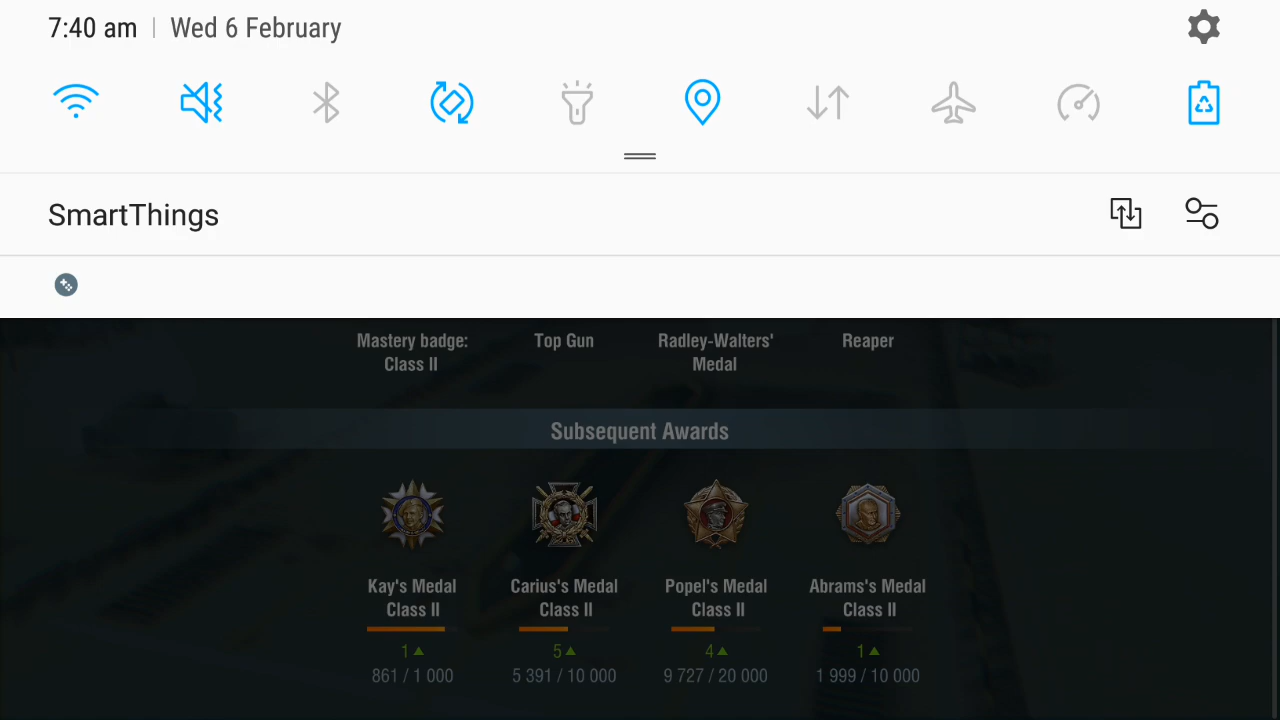 7:40 am | Wed 6 February
SmartThings
Mastery badge: Class II
Top Gun
Radley-Walters' Medal
Reaper
Subsequent Awards
Kay's Medal Class II
Carius's Medal Class II
Popel's Medal Class II
Abrams's Medal Class II
1▲ 5▲ 4▲ 1▲
861 / 1 000 5 391 / 10 000 9 727 / 20 000 1 999 / 10 000